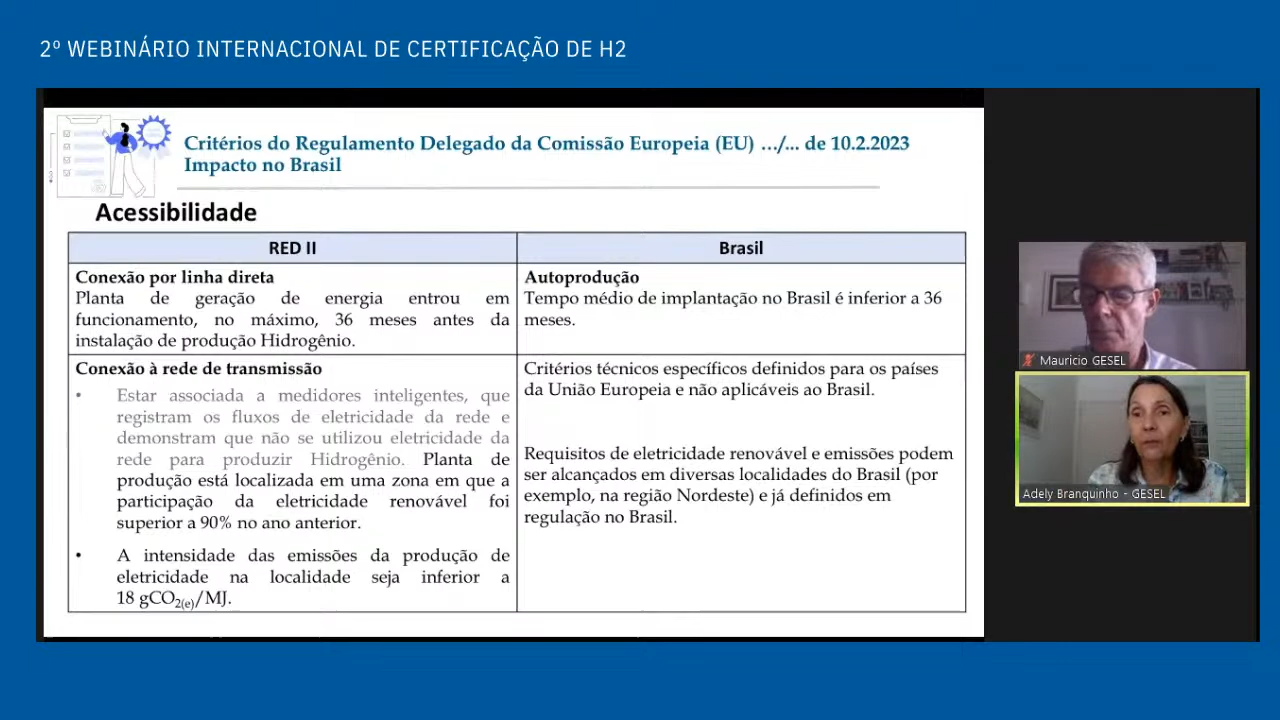 2º WEBINÁRIO INTERNACIONAL DE CERTIFICAÇÃO DE H2
Critérios do Regulamento Delegado da Comissão Europeia (EU) …/... de 10.2.2023
Impacto no Brasil
Acessibilidade
RED II
Brasil
Conexão por linha direta
Planta de geração de energia entrou em
funcionamento, no máximo, 36 meses antes da
instalação de produção Hidrogênio.
Autoprodução
Tempo médio de implantação no Brasil é inferior a 36
meses.
Conexão à rede de transmissão
• Estar associada a medidores inteligentes, que
registram os fluxos de eletricidade da rede e
demonstram que não se utilizou eletricidade da
rede para produzir Hidrogênio. Planta de
produção está localizada em uma zona em que a
participação da eletricidade renovável foi
superior a 90% no ano anterior.
• A intensidade das emissões da produção de
eletricidade na localidade seja inferior a
18 gCO2(e)/MJ.
Critérios técnicos específicos definidos para os países
da União Europeia e não aplicáveis ao Brasil.
Requisitos de eletricidade renovável e emissões podem
ser alcançados em diversas localidades do Brasil (por
exemplo, na região Nordeste) e já definidos em
regulação no Brasil.
Mauricio GESEL
Adely Branquinho - GESEL